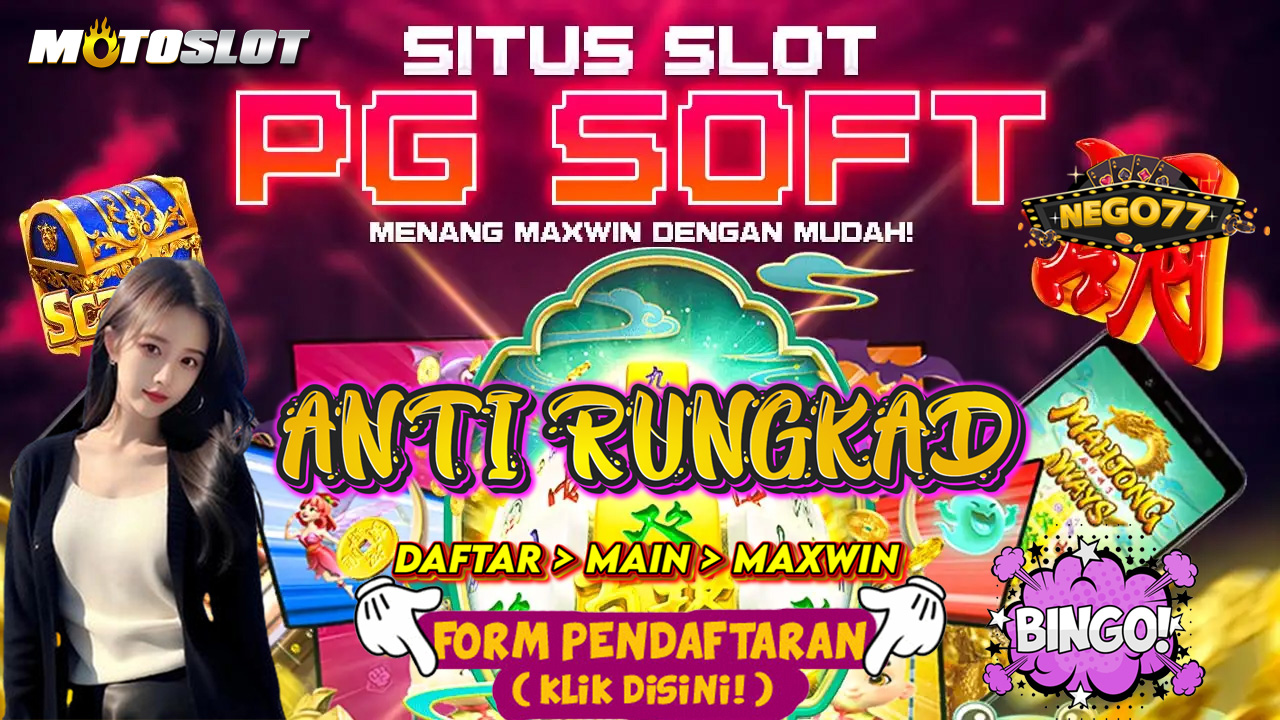 MOTOSLOT
SITUS SLOT
PG SOFT
MENANG MAXWIN DENGAN MUDAH!
NEGO77
ANTI RUNGKAD
MAHJONG
WAYS
DAFTAR > MAIN > MAXWIN
FORM PENDAFTARAN
( KLIK DISINI! )
BINGO!